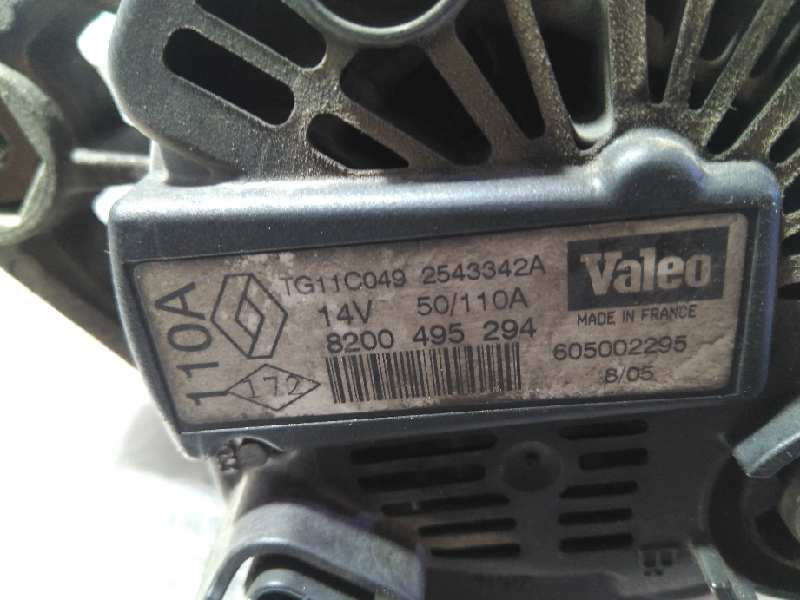 110A
TG11C049 2543342A
14V 50/110A
8200 495 294
172
Valeo
MADE IN FRANCE
605002295
8/05